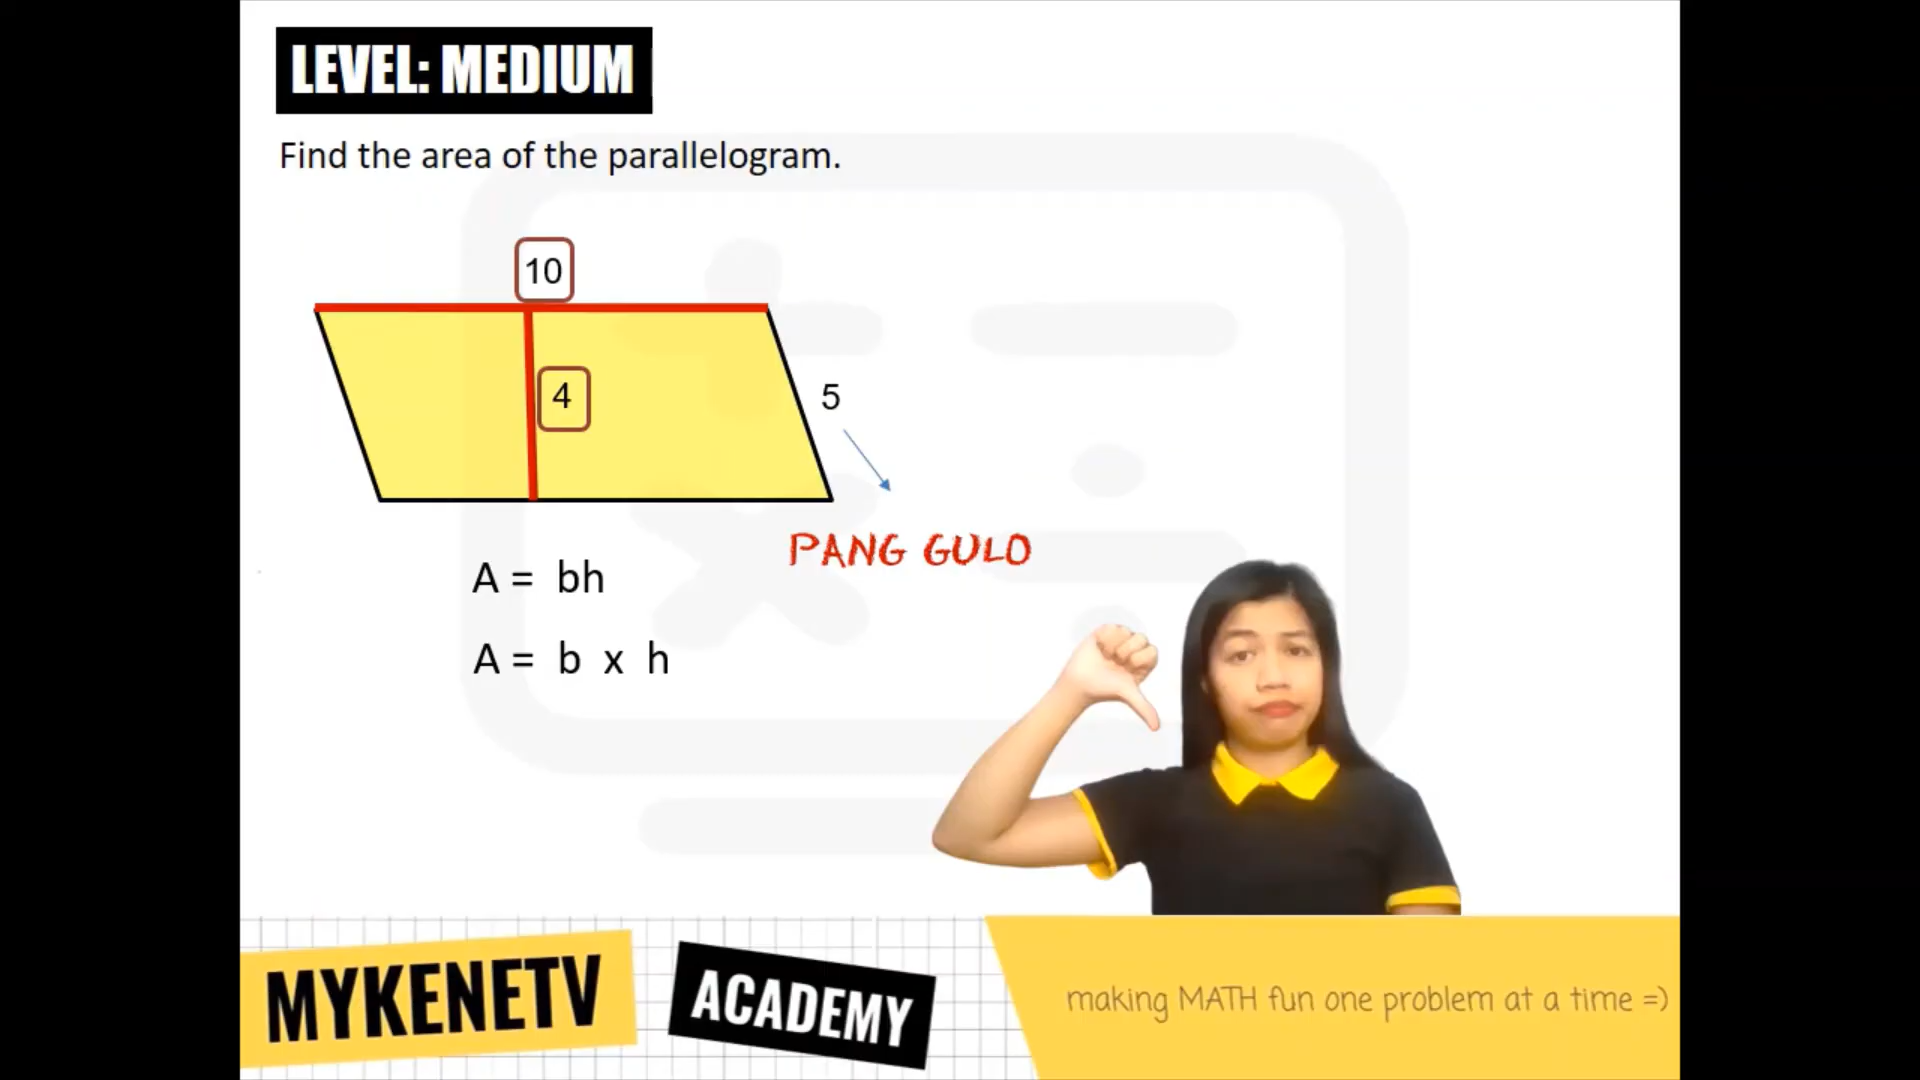 LEVEL: MEDIUM
Find the area of the parallelogram.
10
4
5
PANG GULO
A = bh
A = b x h
MYKENETV
ACADEMY
making MATH fun one problem at a time =)